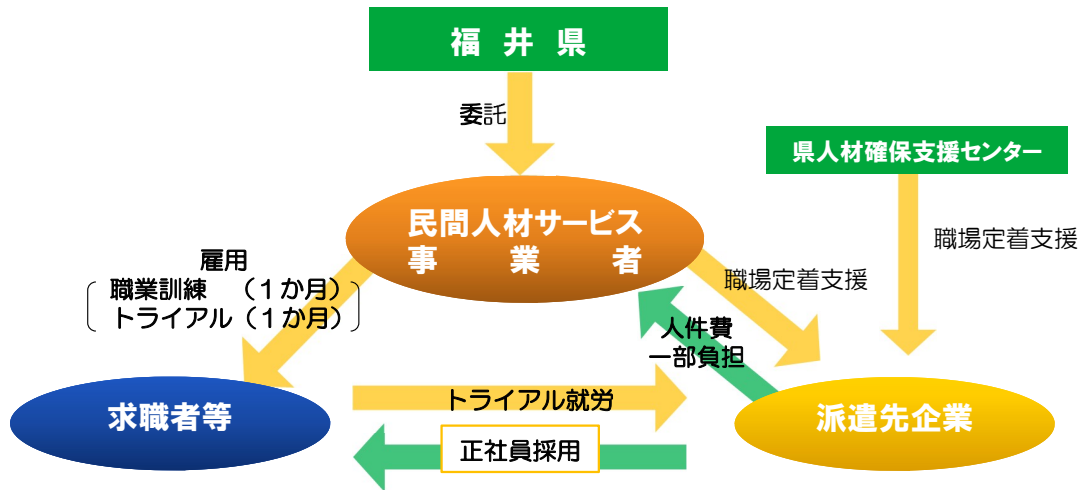 福 井 県
委託
県人材確保支援センター
民間人材サービス
事 業 者
職場定着支援
雇用
職業訓練 (1か月)
トライアル(1か月)
職場定着支援
人件費
一部負担
求職者等
トライアル就労
派遣先企業
正社員採用